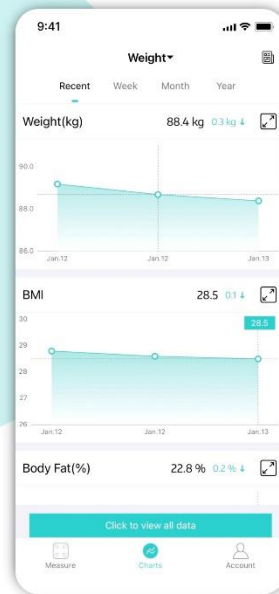 9:41
Weight▾
Recent Week Month Year
Weight(kg) 88.4 kg 0.3 kg ↓
90.0
88.0
86.0
Jan.12 Jan.12 Jan.13
BMI 28.5 0.1 ↓
30
28.5
29
28
27
26
Jan.12 Jan.12 Jan.13
Body Fat(%) 22.8 % 0.2 % ↓
Click to view all data
Measure Charts Account